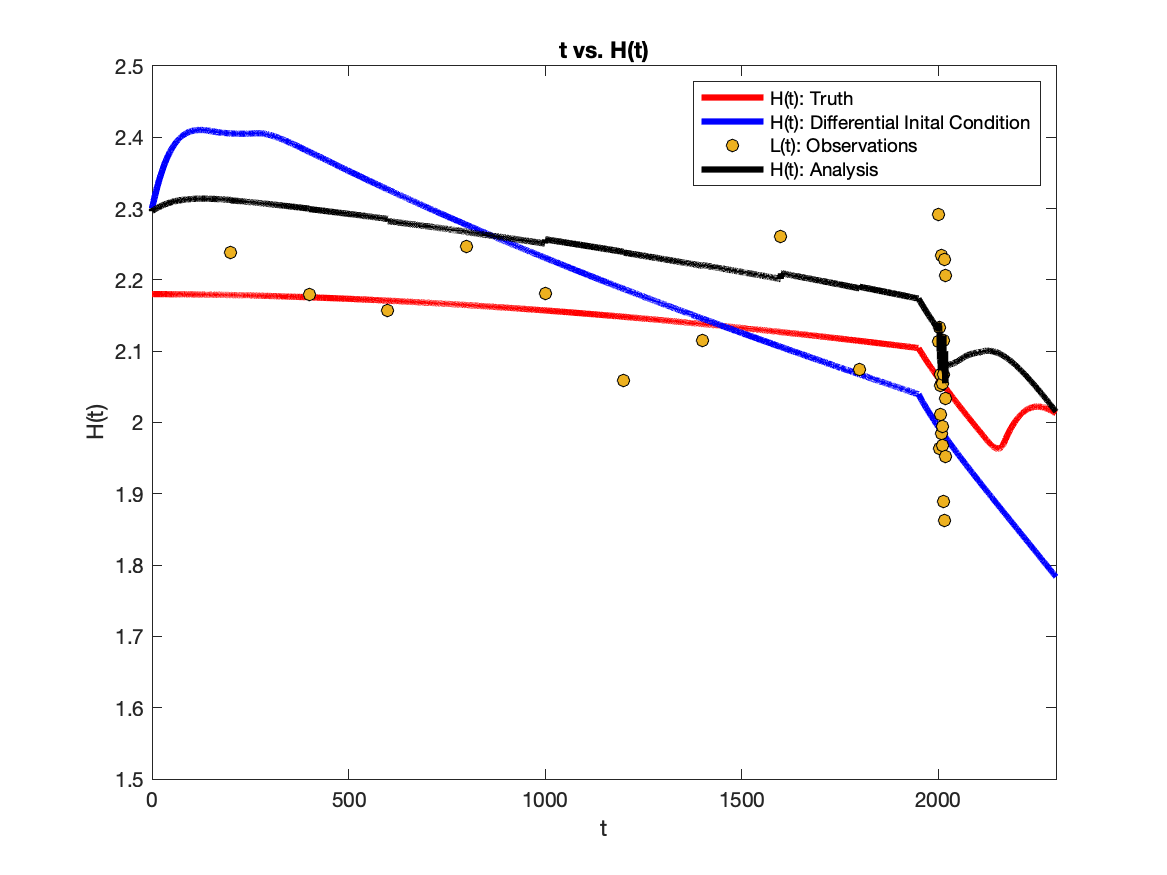 t vs. H(t)
2.5
2.4
2.3
2.2
2.1
2
1.9
1.8
1.7
1.6
1.5
H(t)
H(t): Truth
H(t): Differential Inital Condition
L(t): Observations
H(t): Analysis
0 500 1000 1500 2000
t